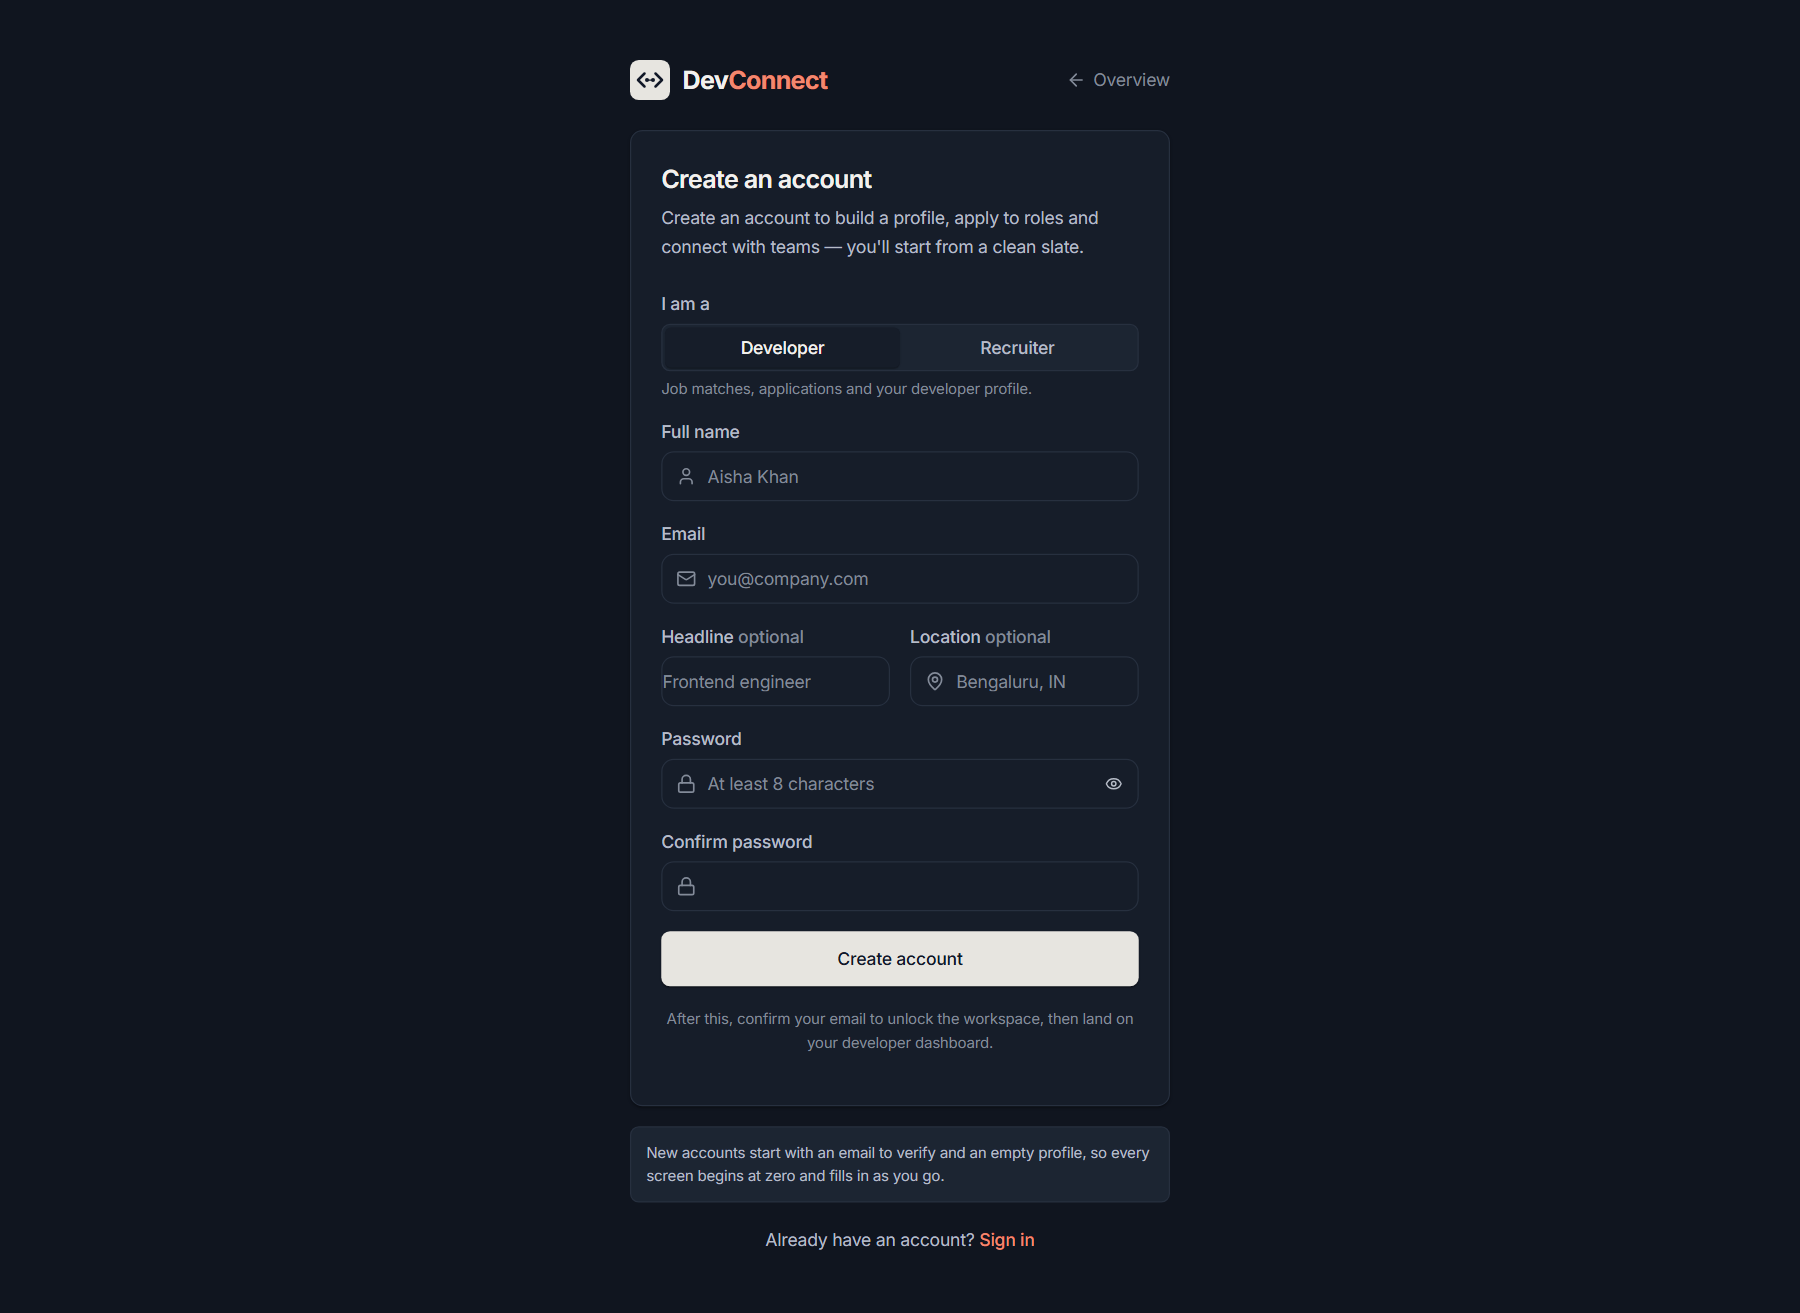 DevConnect
Overview
Create an account
Create an account to build a profile, apply to roles and
connect with teams — you'll start from a clean slate.
I am a
Developer
Recruiter
Job matches, applications and your developer profile.
Full name
Aisha Khan
Email
you@company.com
Headline optional
Location optional
Frontend engineer
Bengaluru, IN
Password
At least 8 characters
Confirm password
Create account
After this, confirm your email to unlock the workspace, then land on
your developer dashboard.
New accounts start with an email to verify and an empty profile, so every
screen begins at zero and fills in as you go.
Already have an account? Sign in